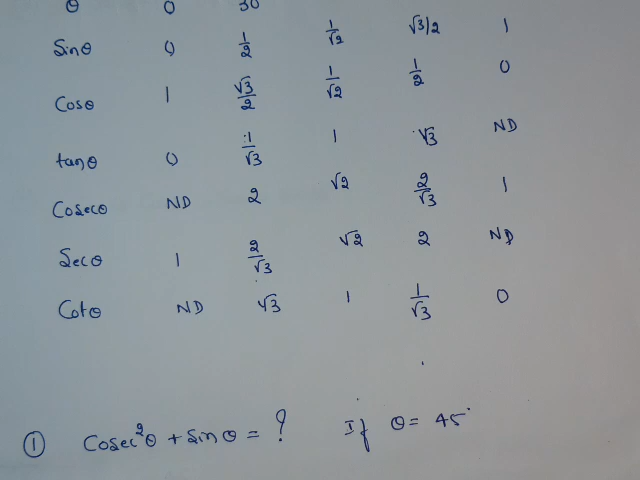 θ 0 30
Sinθ 0 1/2 1/√2 √3/2 1
Cosθ 1 √3/2 1/√2 1/2 0
tanθ 0 1/√3 1 √3 ND
Cosecθ ND 2 √2 2/√3 1
Secθ 1 2/√3 √2 2 ND
Cotθ ND √3 1 1/√3 0
① Cosec²θ + Sinθ = ? If θ = 45°